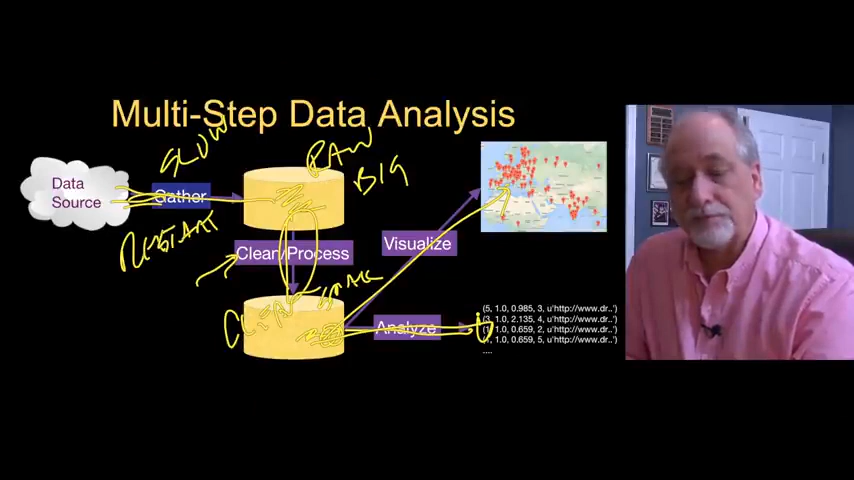 Multi-Step Data Analysis
SLOW
RAW
BIG
Data
Source
Gather
RESTART
Clean/Process
Visualize
CLEAN
Analyze
(5, 1.0, 0.985, 3, u'http://www.dr..')
(3, 1.0, 2.135, 4, u'http://www.dr..')
(1, 1.0, 0.659, 2, u'http://www.dr..')
1.0, 0.659, 5, u'http://www.dr..')
....